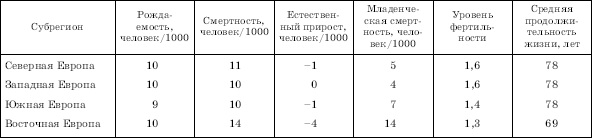 Субрегион
Рожда-
емость,
человек/1000
Смертность,
человек/1000
Естествен-
ный прирост,
человек/1000
Младенче-
ская смерт-
ность, чело-
век/1000
Уровень
фертиль-
ности
Средняя
продолжи-
тельность
жизни, лет
Северная Европа 10 11 –1 5 1,6 78
Западная Европа 10 10 0 4 1,6 78
Южная Европа 9 10 –1 7 1,4 78
Восточная Европа 10 14 –4 14 1,3 69